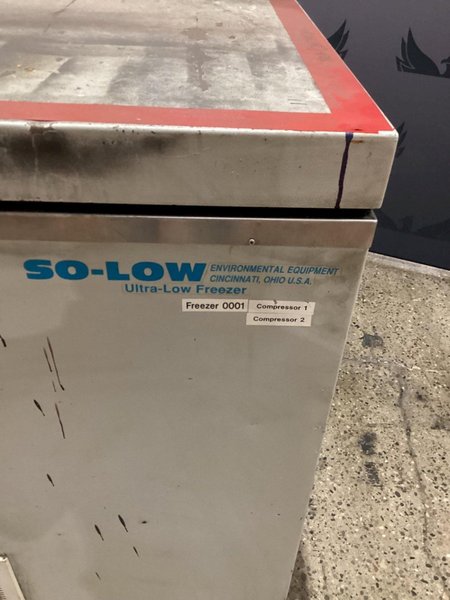 SO-LOW ENVIRONMENTAL EQUIPMENT
CINCINNATI, OHIO U.S.A.
Ultra-Low Freezer
Freezer 0001 Compressor 1
Compressor 2